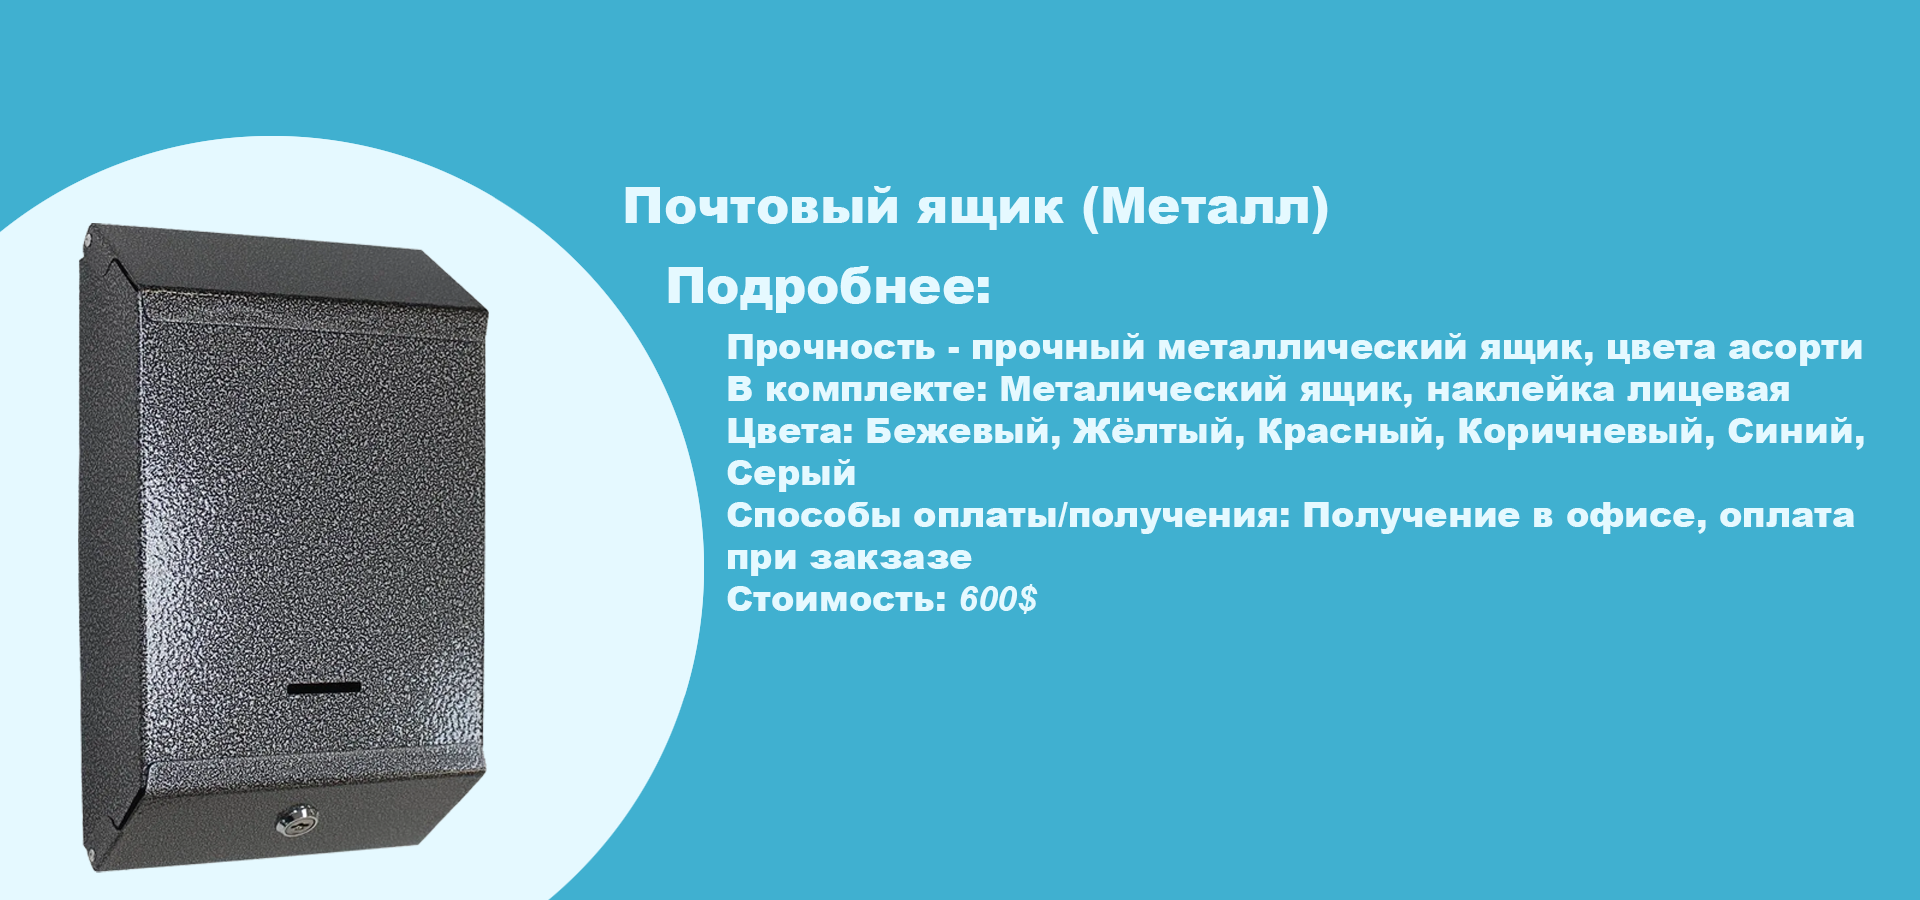 Почтовый ящик (Металл)
Подробнее:
Прочность - прочный металлический ящик, цвета асорти
В комплекте: Металический ящик, наклейка лицевая
Цвета: Бежевый, Жёлтый, Красный, Коричневый, Синий,
Серый
Способы оплаты/получения: Получение в офисе, оплата
при закзазе
Стоимость: 600$